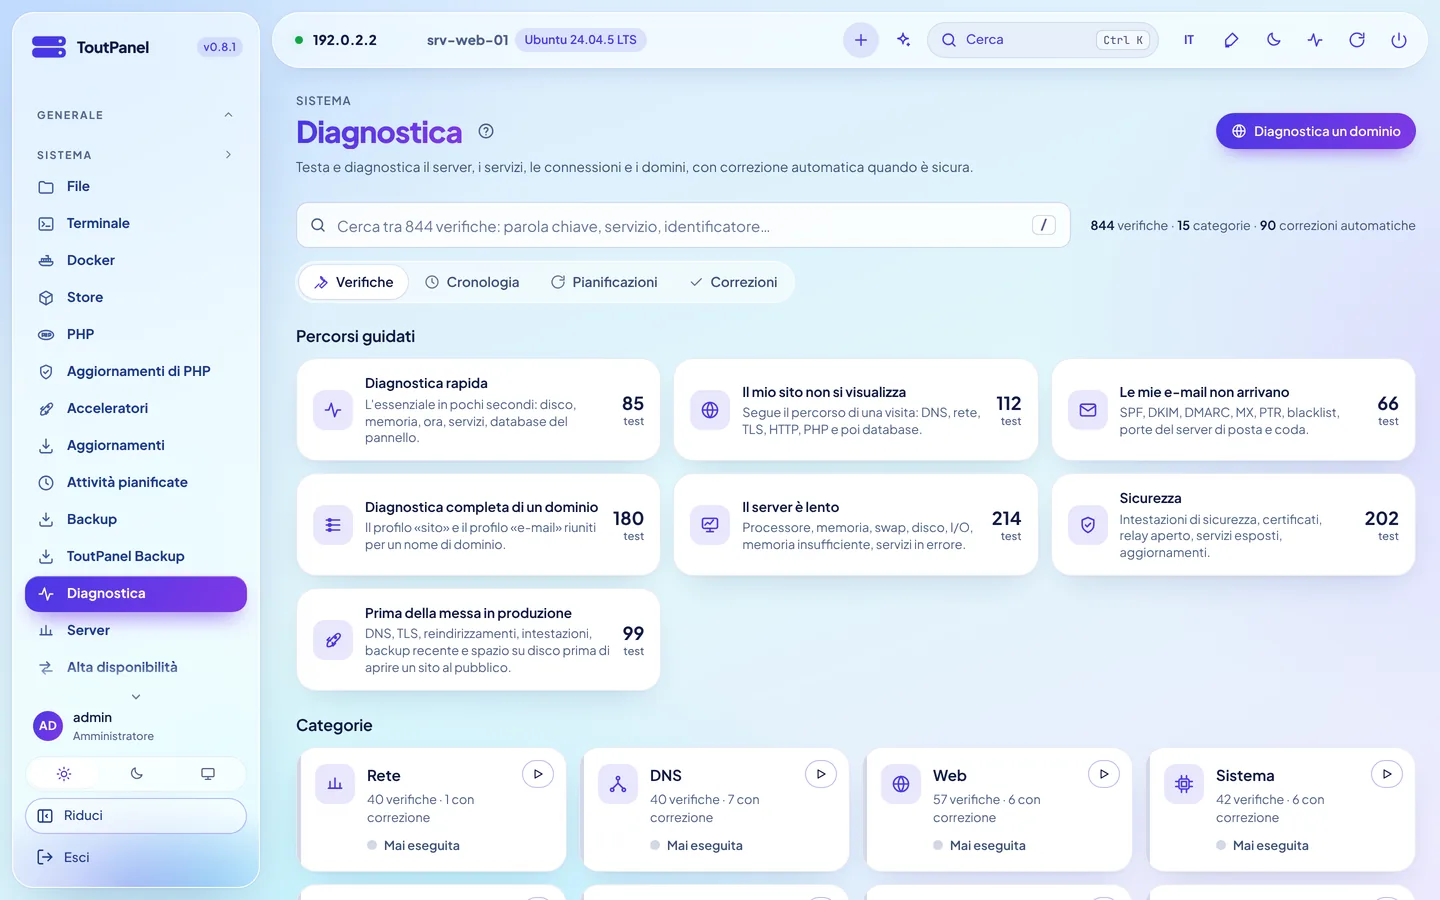 ToutPanel
v0.8.1
GENERALE
SISTEMA
File
Terminale
Docker
Store
PHP
Aggiornamenti di PHP
Acceleratori
Aggiornamenti
Attività pianificate
Backup
ToutPanel Backup
Diagnostica
Server
Alta disponibilità
AD
admin
Amministratore
Riduci
Esci
192.0.2.2
srv-web-01
Ubuntu 24.04.5 LTS
Cerca
Ctrl K
IT
SISTEMA
Diagnostica
Testa e diagnostica il server, i servizi, le connessioni e i domini, con correzione automatica quando è sicura.
Diagnostica un dominio
Cerca tra 844 verifiche: parola chiave, servizio, identificatore…
/
844 verifiche · 15 categorie · 90 correzioni automatiche
Verifiche
Cronologia
Pianificazioni
Correzioni
Percorsi guidati
Diagnostica rapida
L'essenziale in pochi secondi: disco,
memoria, ora, servizi, database del
pannello.
85
test
Il mio sito non si visualizza
Segue il percorso di una visita: DNS, rete,
TLS, HTTP, PHP e poi database.
112
test
Le mie e-mail non arrivano
SPF, DKIM, DMARC, MX, PTR, blacklist,
porte del server di posta e coda.
66
test
Diagnostica completa di un dominio
Il profilo «sito» e il profilo «e-mail» riuniti
per un nome di dominio.
180
test
Il server è lento
Processore, memoria, swap, disco, I/O,
memoria insufficiente, servizi in errore.
214
test
Sicurezza
Intestazioni di sicurezza, certificati,
relay aperto, servizi esposti,
aggiornamenti.
202
test
Prima della messa in produzione
DNS, TLS, reindirizzamenti, intestazioni,
backup recente e spazio su disco prima di
aprire un sito al pubblico.
99
test
Categorie
Rete
40 verifiche · 1 con
correzione
Mai eseguita
DNS
40 verifiche · 7 con
correzione
Mai eseguita
Web
57 verifiche · 6 con
correzione
Mai eseguita
Sistema
42 verifiche · 6 con
correzione
Mai eseguita